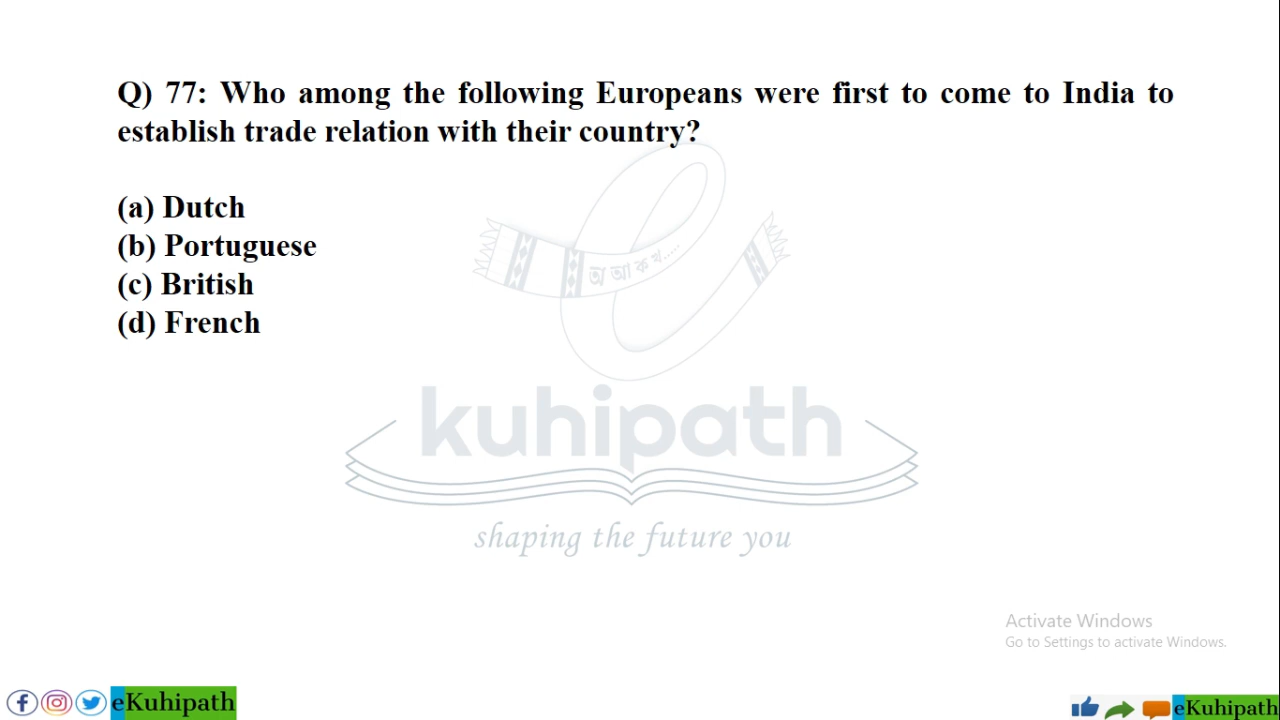 Q) 77: Who among the following Europeans were first to come to India to
establish trade relation with their country?
(a) Dutch
(b) Portuguese
(c) British
(d) French
অ আ ক খ.....
kuhipath
shaping the future you
Activate Windows
Go to Settings to activate Windows.
eKuhipath
eKuhipath